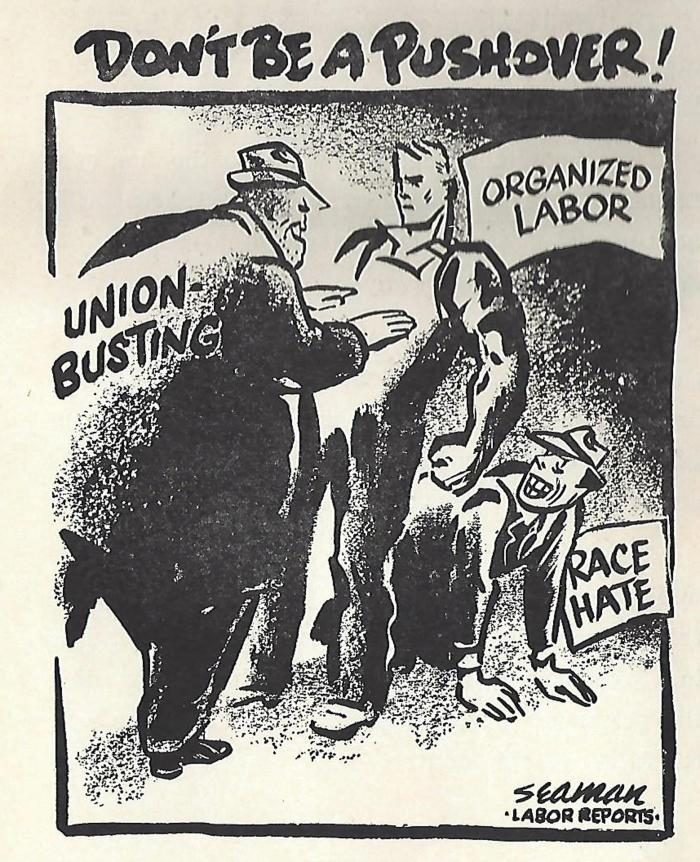 DON'T BE A PUSHOVER!
ORGANIZED
LABOR
UNION-
BUSTING
RACE
HATE
SEAMAN
·LABOR REPORTS·